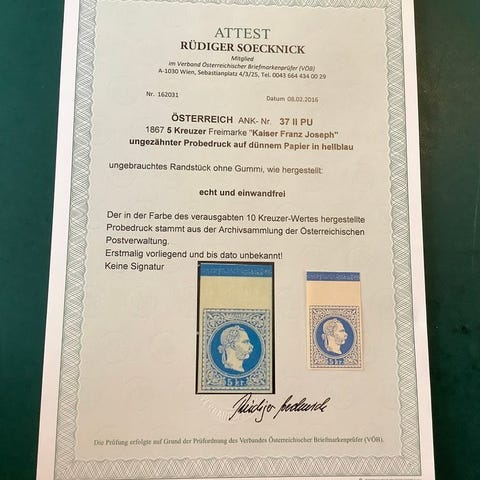 ATTEST
RÜDIGER SOECKNICK
Mitglied
im Verband Österreichischer Briefmarkenprüfer (VÖB)
A-1030 Wien, Sebastianplatz 4/3/25, Tel. 0043 664 434 00 29
Nr. 162031 Datum 08.02.2016
ÖSTERREICH ANK- Nr. 37 II PU
1867 5 Kreuzer Freimarke "Kaiser Franz Joseph"
ungezähnter Probedruck auf dünnem Papier in hellblau
ungebrauchtes Randstück ohne Gummi, wie hergestellt:
echt und einwandfrei
Der in der Farbe des verausgabten 10 Kreuzer-Wertes hergestellte
Probedruck stammt aus der Archivsammlung der Österreichischen
Postverwaltung.
Erstmalig vorliegend und bis dato unbekannt!
Keine Signatur
5 kr.
5 kr.
Die Prüfung erfolgte auf Grund der Prüfordnung des Verbandes Österreichischer Briefmarkenprüfer (VÖB).